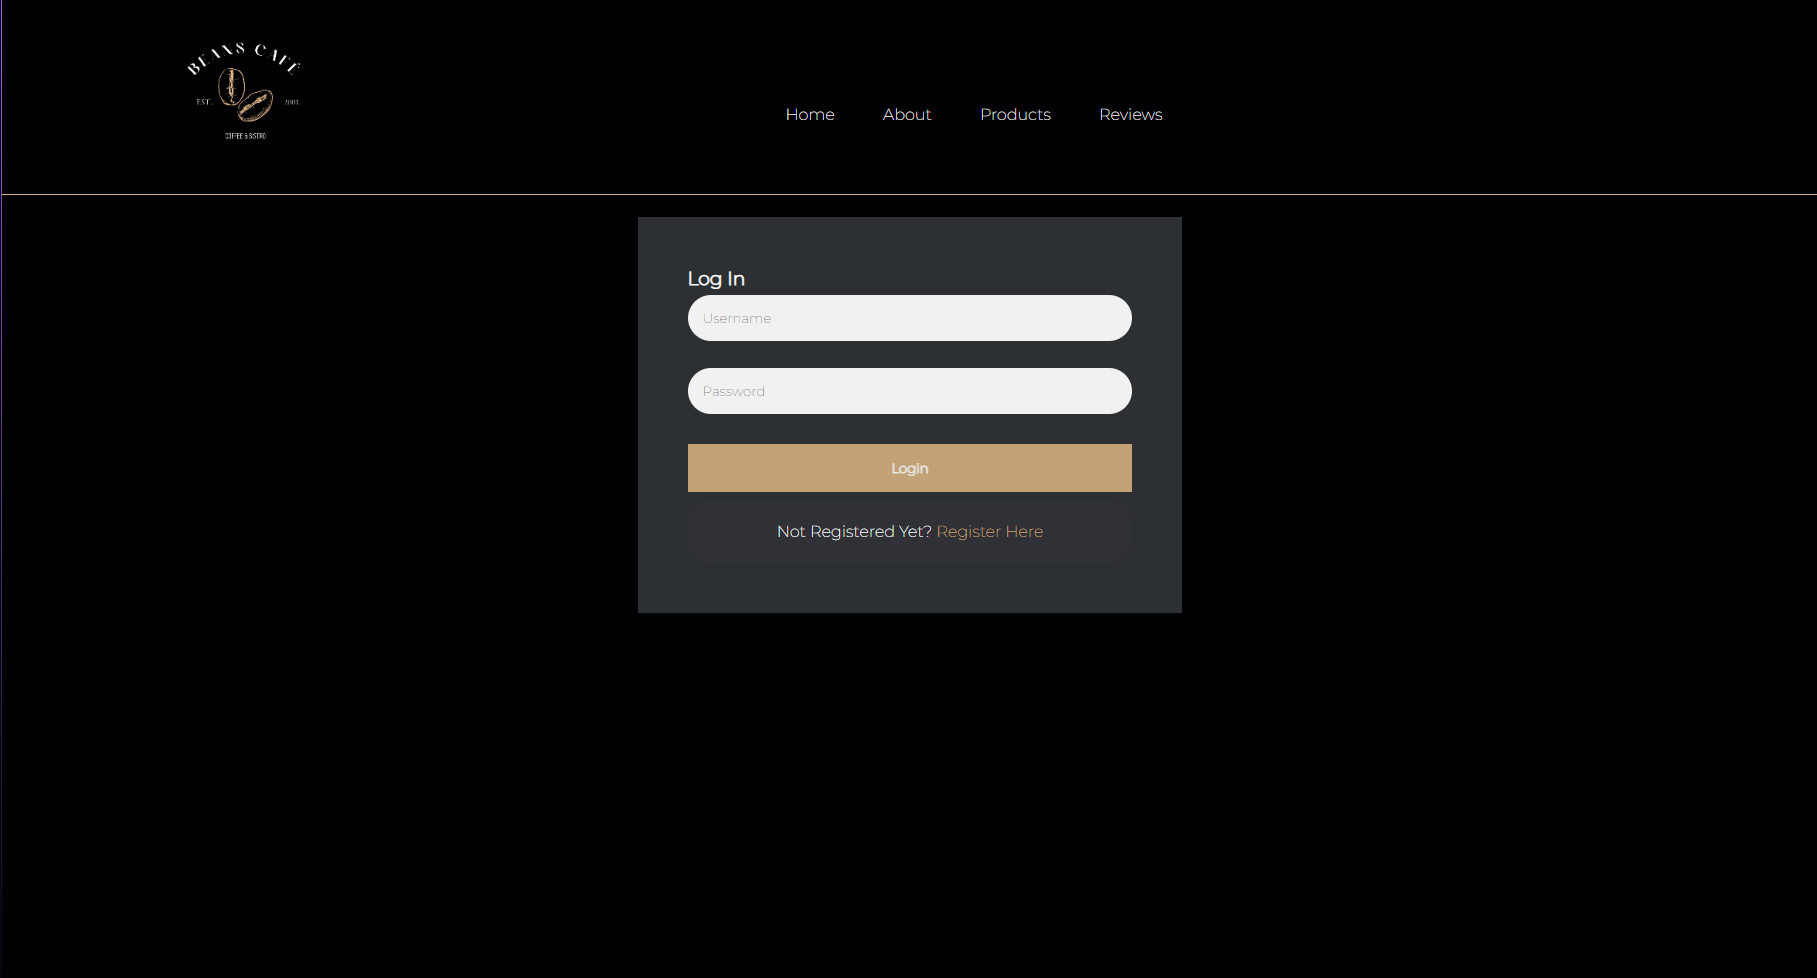 BEANS CAFÉ
EST. 2001
COFFEE & BISTRO
Home About Products Reviews
Log In
Username
Password
Login
Not Registered Yet? Register Here